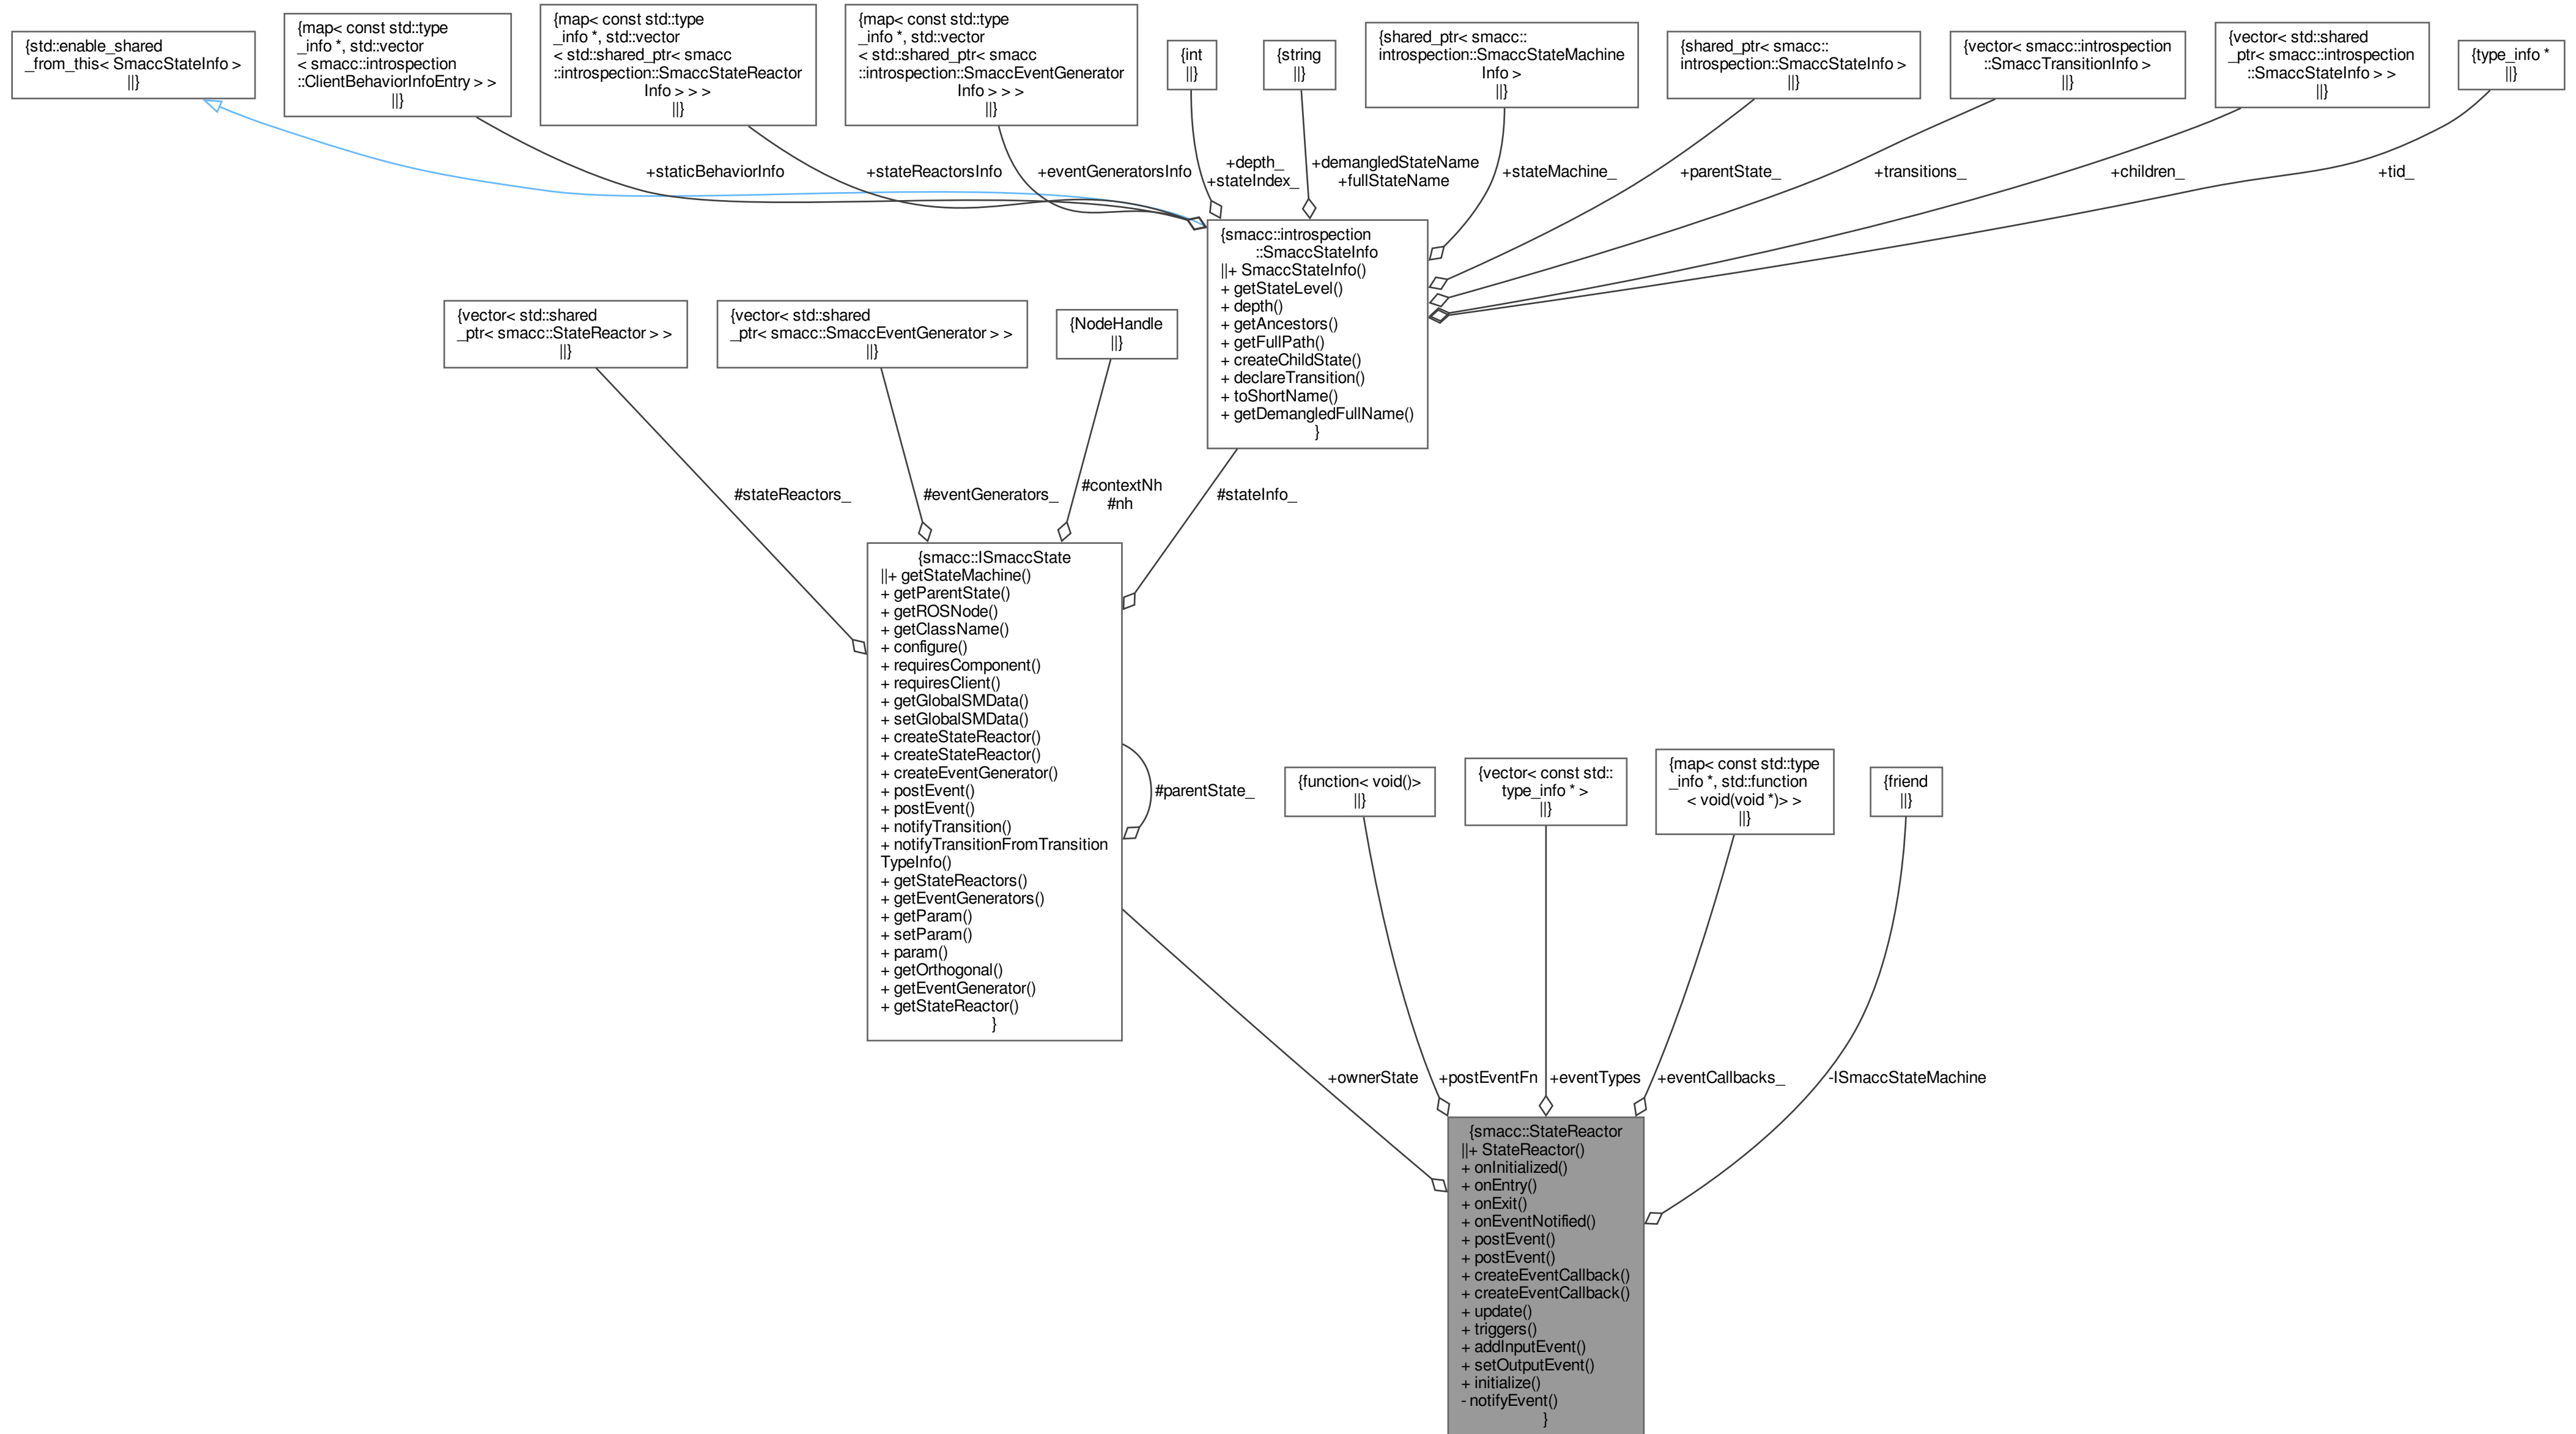 {std::enable_shared
_from_this< SmaccStateInfo >
||}
{map< const std::type
_info *, std::vector
< smacc::introspection
::ClientBehaviorInfoEntry > >
||}
{map< const std::type
_info *, std::vector
< std::shared_ptr< smacc
::introspection::SmaccStateReactor
Info > > >
||}
{map< const std::type
_info *, std::vector
< std::shared_ptr< smacc
::introspection::SmaccEventGenerator
Info > > >
||}
{int
||}
{string
||}
{shared_ptr< smacc::
introspection::SmaccStateMachine
Info >
||}
{shared_ptr< smacc::
introspection::SmaccStateInfo >
||}
{vector< smacc::introspection
::SmaccTransitionInfo >
||}
{vector< std::shared
_ptr< smacc::introspection
::SmaccStateInfo > >
||}
{type_info *
||}
+staticBehaviorInfo
+stateReactorsInfo
+eventGeneratorsInfo
+depth_
+stateIndex_
+demangledStateName
+fullStateName
+stateMachine_
+parentState_
+transitions_
+children_
+tid_
{smacc::introspection
::SmaccStateInfo
||+ SmaccStateInfo()
+ getStateLevel()
+ depth()
+ getAncestors()
+ getFullPath()
+ createChildState()
+ declareTransition()
+ toShortName()
+ getDemangledFullName()
}
{vector< std::shared
_ptr< smacc::StateReactor > >
||}
{vector< std::shared
_ptr< smacc::SmaccEventGenerator > >
||}
{NodeHandle
||}
#stateReactors_
#eventGenerators_
#contextNh
#nh
#stateInfo_
{smacc::ISmaccState
||+ getStateMachine()
+ getParentState()
+ getROSNode()
+ getClassName()
+ configure()
+ requiresComponent()
+ requiresClient()
+ getGlobalSMData()
+ setGlobalSMData()
+ createStateReactor()
+ createStateReactor()
+ createEventGenerator()
+ postEvent()
+ postEvent()
+ notifyTransition()
+ notifyTransitionFromTransition
TypeInfo()
+ getStateReactors()
+ getEventGenerators()
+ getParam()
+ setParam()
+ param()
+ getOrthogonal()
+ getEventGenerator()
+ getStateReactor()
}
#parentState_
{function< void()>
||}
{vector< const std::
type_info * >
||}
{map< const std::type
_info *, std::function
< void(void *)> >
||}
{friend
||}
+ownerState
+postEventFn
+eventTypes
+eventCallbacks_
-ISmaccStateMachine
{smacc::StateReactor
||+ StateReactor()
+ onInitialized()
+ onEntry()
+ onExit()
+ onEventNotified()
+ postEvent()
+ postEvent()
+ createEventCallback()
+ createEventCallback()
+ update()
+ triggers()
+ addInputEvent()
+ setOutputEvent()
+ initialize()
- notifyEvent()
}